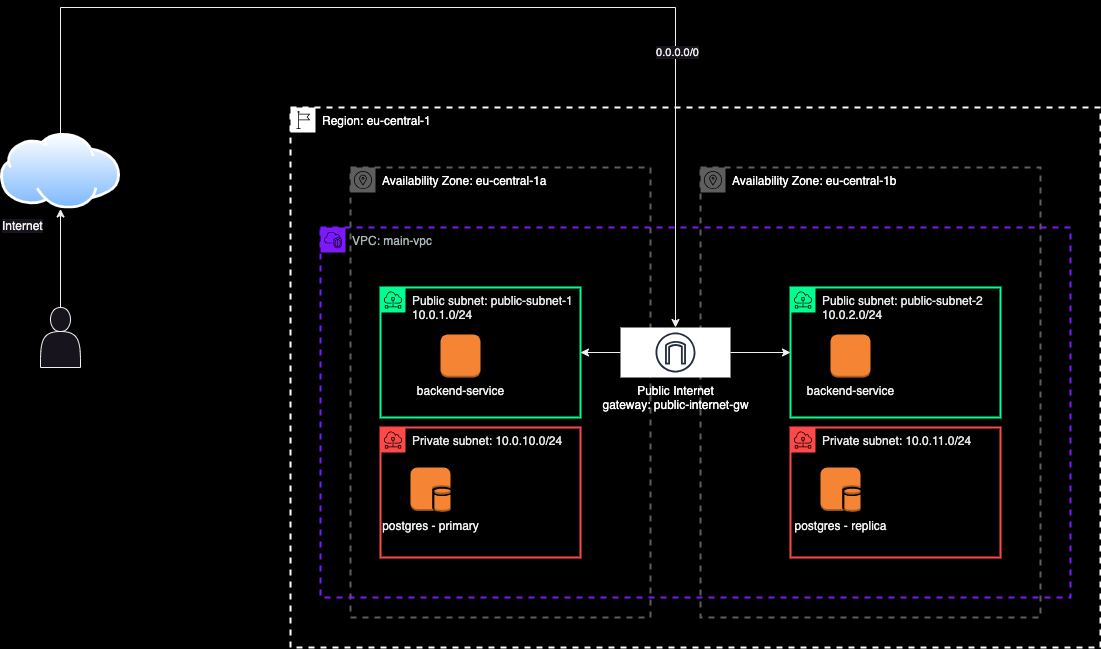 0.0.0.0/0
Region: eu-central-1
Availability Zone: eu-central-1a
Availability Zone: eu-central-1b
Internet
VPC: main-vpc
Public subnet: public-subnet-1
10.0.1.0/24
backend-service
Public Internet
gateway: public-internet-gw
Public subnet: public-subnet-2
10.0.2.0/24
backend-service
Private subnet: 10.0.10.0/24
postgres - primary
Private subnet: 10.0.11.0/24
postgres - replica